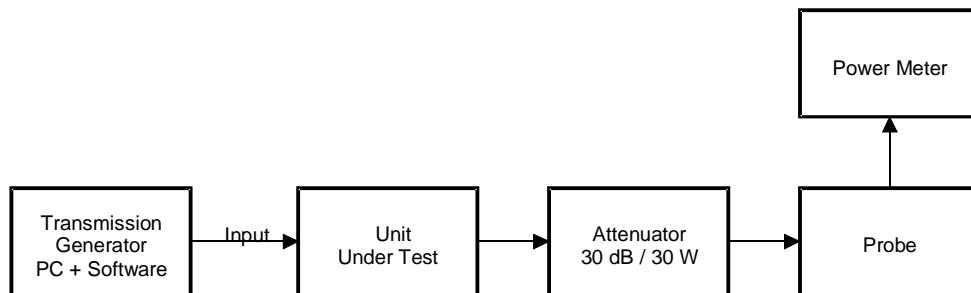 Power Meter
Transmission
Generator
PC + Software
Input
Unit
Under Test
Attenuator
30 dB / 30 W
Probe